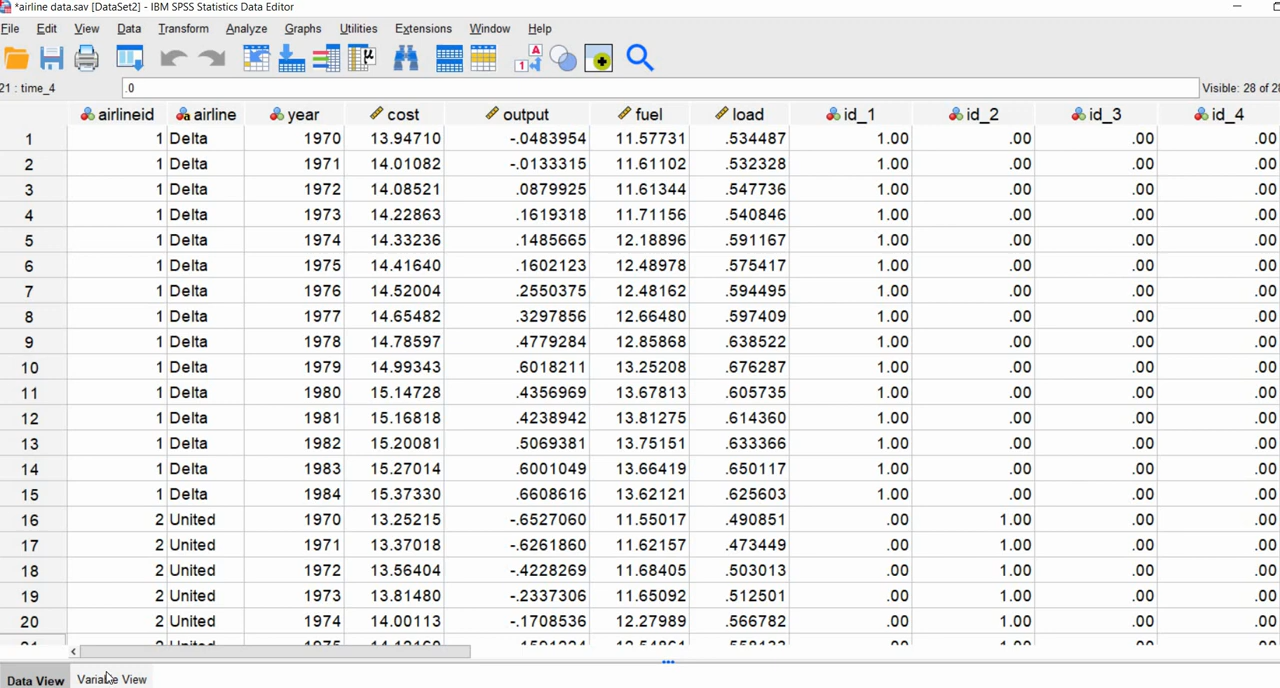 *airline data.sav [DataSet2] - IBM SPSS Statistics Data Editor
File Edit View Data Transform Analyze Graphs Utilities Extensions Window Help
21 : time_4 .0 Visible: 28 of 28
airlineid airline year cost output fuel load id_1 id_2 id_3 id_4
1 1 Delta 1970 13.94710 -.0483954 11.57731 .534487 1.00 .00 .00 .00
2 1 Delta 1971 14.01082 -.0133315 11.61102 .532328 1.00 .00 .00 .00
3 1 Delta 1972 14.08521 .0879925 11.61344 .547736 1.00 .00 .00 .00
4 1 Delta 1973 14.22863 .1619318 11.71156 .540846 1.00 .00 .00 .00
5 1 Delta 1974 14.33236 .1485665 12.18896 .591167 1.00 .00 .00 .00
6 1 Delta 1975 14.41640 .1602123 12.48978 .575417 1.00 .00 .00 .00
7 1 Delta 1976 14.52004 .2550375 12.48162 .594495 1.00 .00 .00 .00
8 1 Delta 1977 14.65482 .3297856 12.66480 .597409 1.00 .00 .00 .00
9 1 Delta 1978 14.78597 .4779284 12.85868 .638522 1.00 .00 .00 .00
10 1 Delta 1979 14.99343 .6018211 13.25208 .676287 1.00 .00 .00 .00
11 1 Delta 1980 15.14728 .4356969 13.67813 .605735 1.00 .00 .00 .00
12 1 Delta 1981 15.16818 .4238942 13.81275 .614360 1.00 .00 .00 .00
13 1 Delta 1982 15.20081 .5069381 13.75151 .633366 1.00 .00 .00 .00
14 1 Delta 1983 15.27014 .6001049 13.66419 .650117 1.00 .00 .00 .00
15 1 Delta 1984 15.37330 .6608616 13.62121 .625603 1.00 .00 .00 .00
16 2 United 1970 13.25215 -.6527060 11.55017 .490851 .00 1.00 .00 .00
17 2 United 1971 13.37018 -.6261860 11.62157 .473449 .00 1.00 .00 .00
18 2 United 1972 13.56404 -.4228269 11.68405 .503013 .00 1.00 .00 .00
19 2 United 1973 13.81480 -.2337306 11.65092 .512501 .00 1.00 .00 .00
20 2 United 1974 14.00113 -.1708536 12.27989 .566782 .00 1.00 .00 .00
Data View Variable View